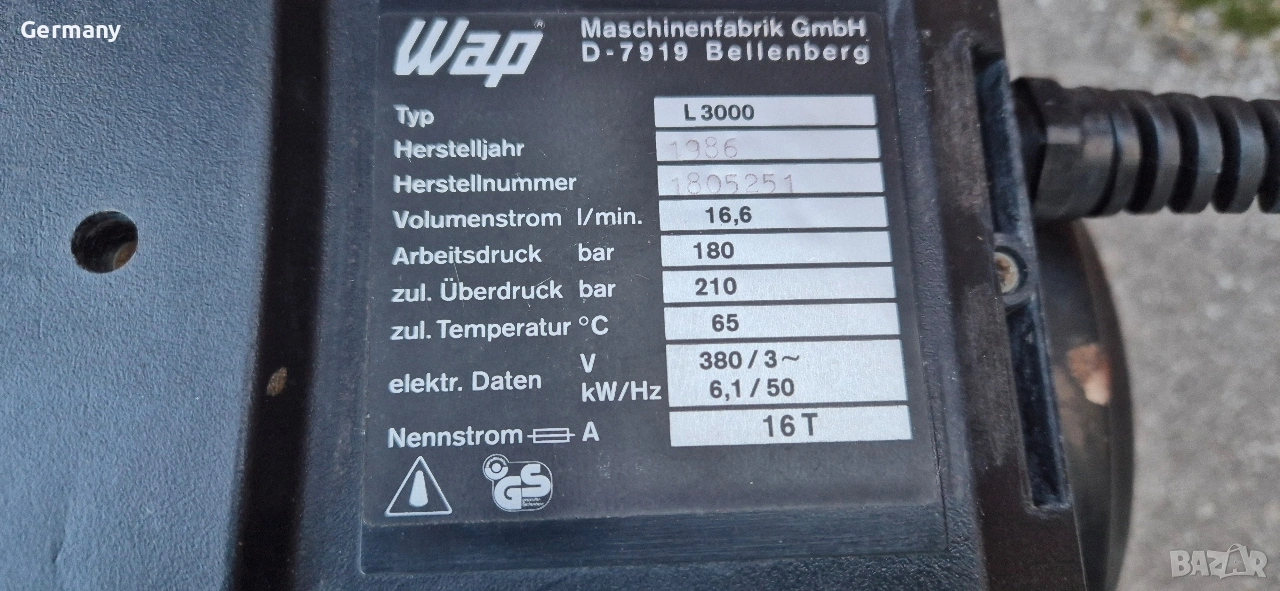 Germany
Wap® Maschinenfabrik GmbH
D-7919 Bellenberg
Typ L 3000
Herstelljahr 1986
Herstellnummer 1805251
Volumenstrom l/min. 16,6
Arbeitsdruck bar 180
zul. Überdruck bar 210
zul. Temperatur °C 65
elektr. Daten V 380 / 3 ~
kW/Hz 6,1 / 50
Nennstrom A 16 T
GS
BAZAR